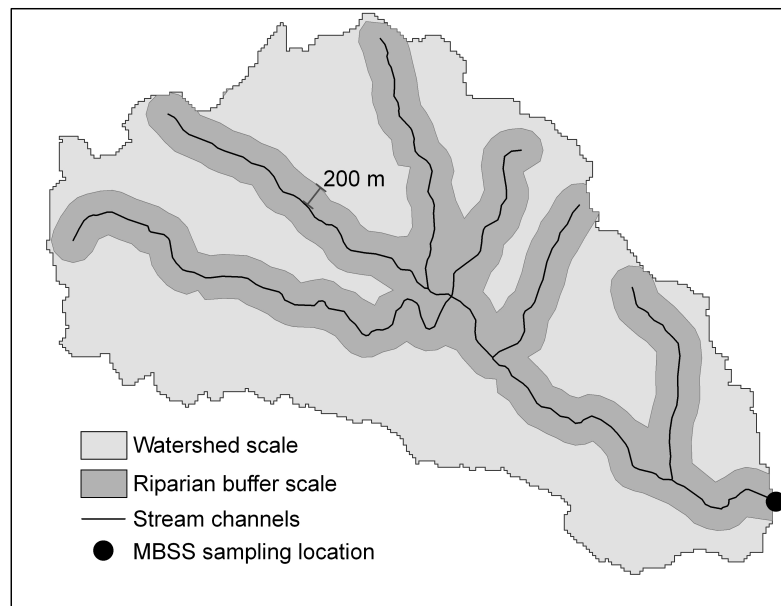 200 m
Watershed scale
Riparian buffer scale
Stream channels
MBSS sampling location